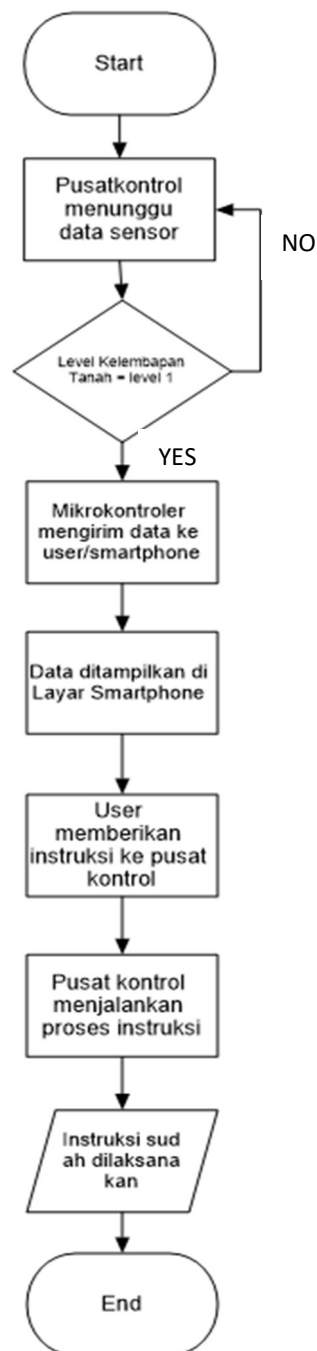 Start
Pusatkontrol
menunggu
data sensor
NO
Level Kelembapan
Tanah = level 1
YES
Mikrokontroler
mengirim data ke
user/smartphone
Data ditampilkan di
Layar Smartphone
User
memberikan
instruksi ke pusat
kontrol
Pusat kontrol
menjalankan
proses instruksi
Instruksi sud
ah dilaksana
kan
End